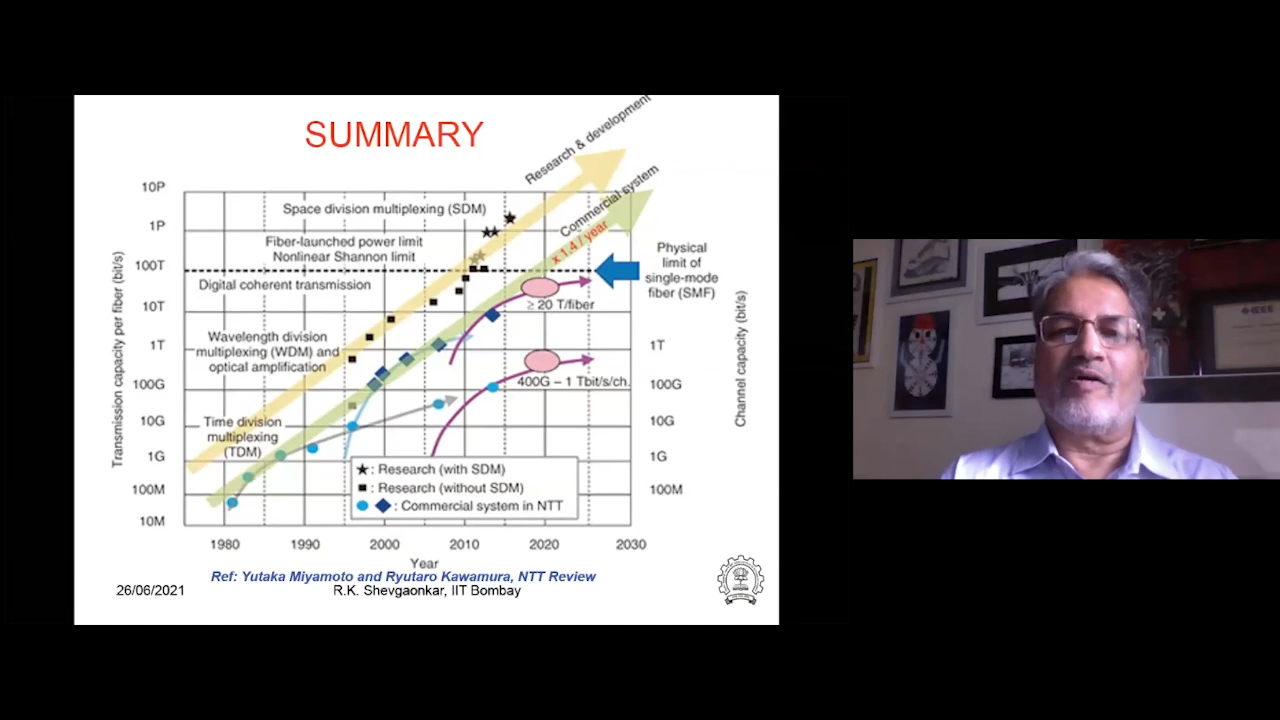 SUMMARY
Research & development
Commercial system
x 1.4 / year
10P
1P
100T
10T
1T
100G
10G
1G
100M
10M
Transmission capacity per fiber (bit/s)
Space division multiplexing (SDM)
Fiber-launched power limit
Nonlinear Shannon limit
Digital coherent transmission
Wavelength division
multiplexing (WDM) and
optical amplification
Time division
multiplexing
(TDM)
≥ 20 T/fiber
400G – 1 Tbit/s/ch.
Physical
limit of
single-mode
fiber (SMF)
1T
100G
10G
1G
100M
Channel capacity (bit/s)
★ : Research (with SDM)
■ : Research (without SDM)
● ◆ : Commercial system in NTT
1980 1990 2000 2010 2020 2030
Year
Ref: Yutaka Miyamoto and Ryutaro Kawamura, NTT Review
26/06/2021
R.K. Shevgaonkar, IIT Bombay
IEEE